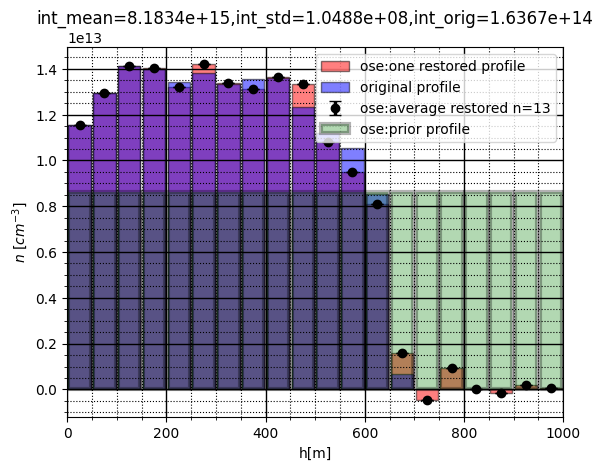 int_mean=8.1834e+15,int_std=1.0488e+08,int_orig=1.6367e+14
1e13
ose:one restored profile
original profile
ose:average restored n=13
ose:prior profile
1.4
1.2
1.0
0.8
0.6
0.4
0.2
0.0
n [cm⁻³]
0 200 400 600 800 1000
h[m]